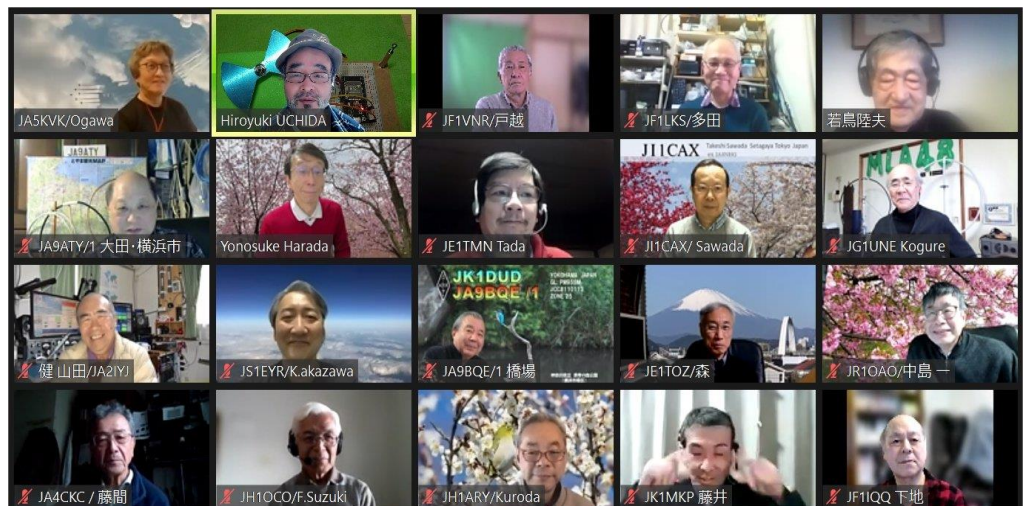 JA5KVK/Ogawa
Hiroyuki UCHIDA
JF1VNR/戸越
JF1LKS/多田
若鳥陸夫
JA9ATY
JA9ATY/1 大田･横浜市
Yonosuke Harada
JE1TMN Tada
JI1CAX Takeshi Sawada Setagaya Tokyo Japan
JI1CAX/ Sawada
JG1UNE Kogure
健 山田/JA2IYJ
JS1EYR/K.akazawa
JK1DUD
JA9BQE /1
YOKOHAMA JAPAN
JA9BQE/1 橋場
JE1TOZ/森
JR1OAO/中島 一
JA4CKC / 藤間
JH1OCO/F.Suzuki
JH1ARY/Kuroda
JK1MKP 藤井
JF1IQQ 下地